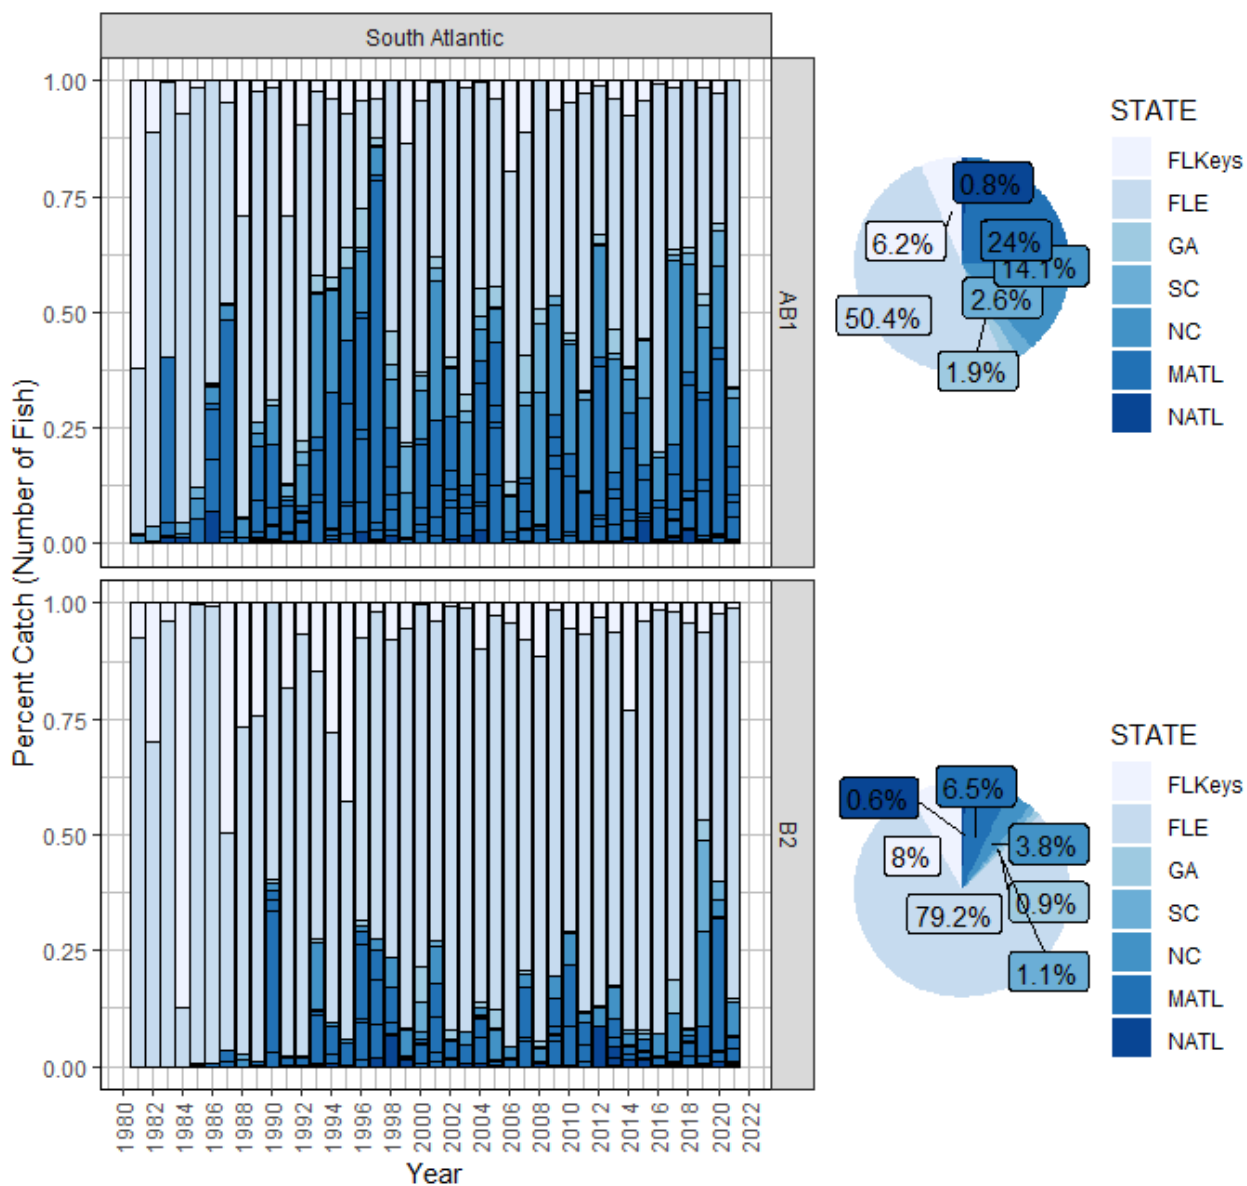 South Atlantic
Percent Catch (Number of Fish)
1.00
0.75
0.50
0.25
0.00
AB1
1.00
0.75
0.50
0.25
0.00
B2
1980
1982
1984
1986
1988
1990
1992
1994
1996
1998
2000
2002
2004
2006
2008
2010
2012
2014
2016
2018
2020
2022
Year
0.8%
24%
6.2%
14.1%
2.6%
50.4%
1.9%
STATE
FLKeys
FLE
GA
SC
NC
MATL
NATL
0.6%
6.5%
8%
3.8%
79.2%
0.9%
1.1%
STATE
FLKeys
FLE
GA
SC
NC
MATL
NATL